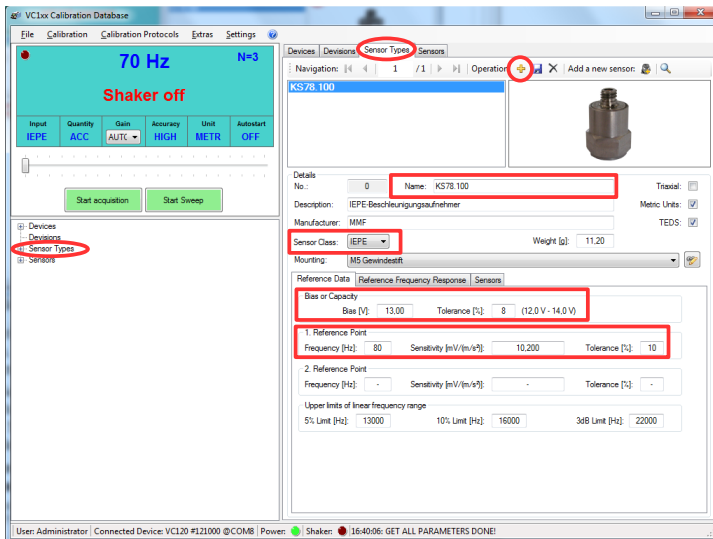 VC1xx Calibration Database
File Calibration Calibration Protocols Extras Settings
70 Hz N=3
Shaker off
Input Quantity Gain Accuracy Unit Autostart
IEPE ACC AUTC HIGH METR OFF
Start acquisition Start Sweep
Devices
Devisions
Sensor Types
Sensors
Devices Devisions Sensor Types Sensors
Navigation: 1 / 1 Operation: Add a new sensor:
KS78.100
Details
No.: 0 Name: KS78.100 Triaxial:
Description: IEPE-Beschleunigungsaufnehmer Metric Units:
Manufacturer: MMF TEDS:
Sensor Class: IEPE Weight [g]: 11,20
Mounting: M5 Gewindestift
Reference Data Reference Frequency Response Sensors
Bias or Capacity
Bias [V]: 13,00 Tolerance [%]: 8 (12,0 V - 14,0 V)
1. Reference Point
Frequency [Hz]: 80 Sensitivity [mV/(m/s²)]: 10,200 Tolerance [%]: 10
2. Reference Point
Frequency [Hz]: - Sensitivity [mV/(m/s²)]: - Tolerance [%]: -
Upper limits of linear frequency range
5% Limit [Hz]: 13000 10% Limit [Hz]: 16000 3dB Limit [Hz]: 22000
User: Administrator Connected Device: VC120 #121000 @COM8 Power: Shaker: 16:40:06: GET ALL PARAMETERS DONE!